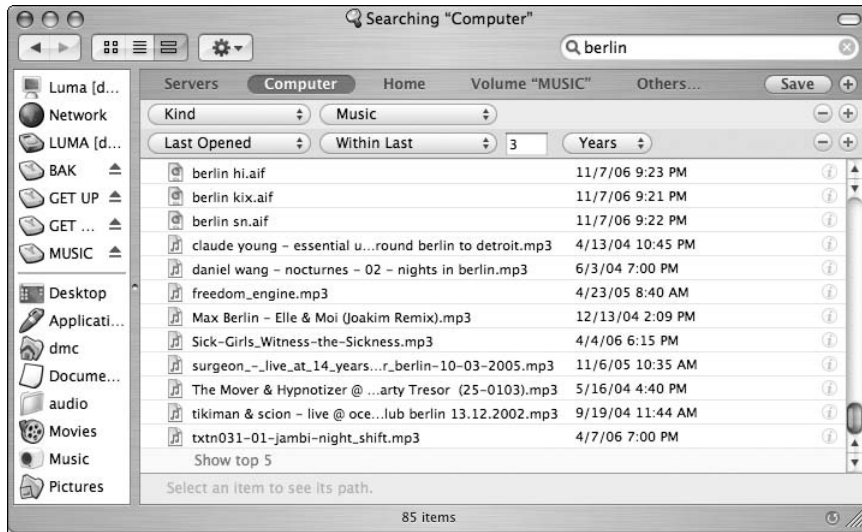 Searching “Computer”
berlin
Servers Computer Home Volume “MUSIC” Others... Save
Kind Music
Last Opened Within Last 3 Years
Luma [d...
Network
LUMA [d...
BAK
GET UP
GET ...
MUSIC
Desktop
Applicati...
dmc
Docume...
audio
Movies
Music
Pictures
berlin hi.aif 11/7/06 9:23 PM
berlin kix.aif 11/7/06 9:21 PM
berlin sn.aif 11/7/06 9:22 PM
claude young – essential u...round berlin to detroit.mp3 4/13/04 10:45 PM
daniel wang – nocturnes – 02 – nights in berlin.mp3 6/3/04 7:00 PM
freedom_engine.mp3 4/23/05 8:40 AM
Max Berlin – Elle & Moi (Joakim Remix).mp3 12/13/04 2:09 PM
Sick-Girls_Witness-the-Sickness.mp3 4/4/06 6:15 PM
surgeon_-_live_at_14_years...r_berlin-10-03-2005.mp3 11/6/05 10:35 AM
The Mover & Hypnotizer @ ...arty Tresor (25-0103).mp3 5/16/04 4:40 PM
tikiman & scion – live @ oce...lub berlin 13.12.2002.mp3 9/19/04 11:44 AM
txtn031-01-jambi-night_shift.mp3 4/7/06 7:00 PM
Show top 5
Select an item to see its path.
85 items